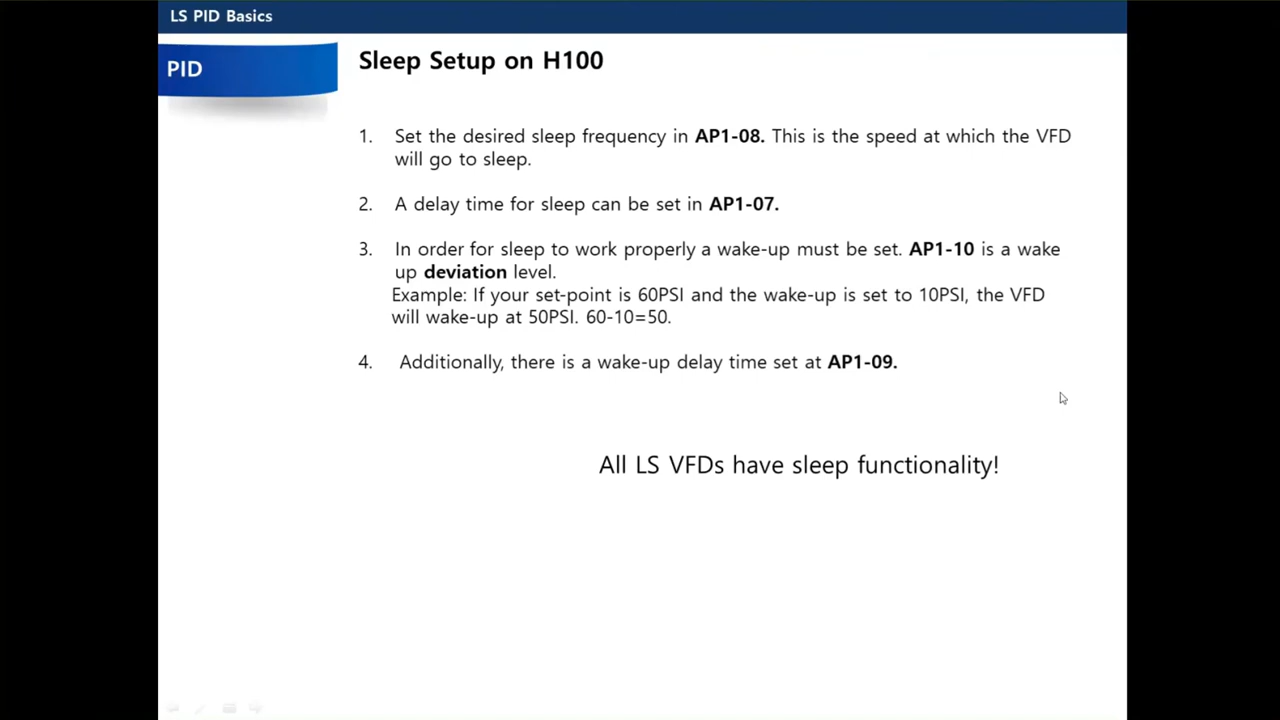 LS PID Basics
PID
Sleep Setup on H100
1. Set the desired sleep frequency in AP1-08. This is the speed at which the VFD
will go to sleep.
2. A delay time for sleep can be set in AP1-07.
3. In order for sleep to work properly a wake-up must be set. AP1-10 is a wake
up deviation level.
Example: If your set-point is 60PSI and the wake-up is set to 10PSI, the VFD
will wake-up at 50PSI. 60-10=50.
4. Additionally, there is a wake-up delay time set at AP1-09.
All LS VFDs have sleep functionality!